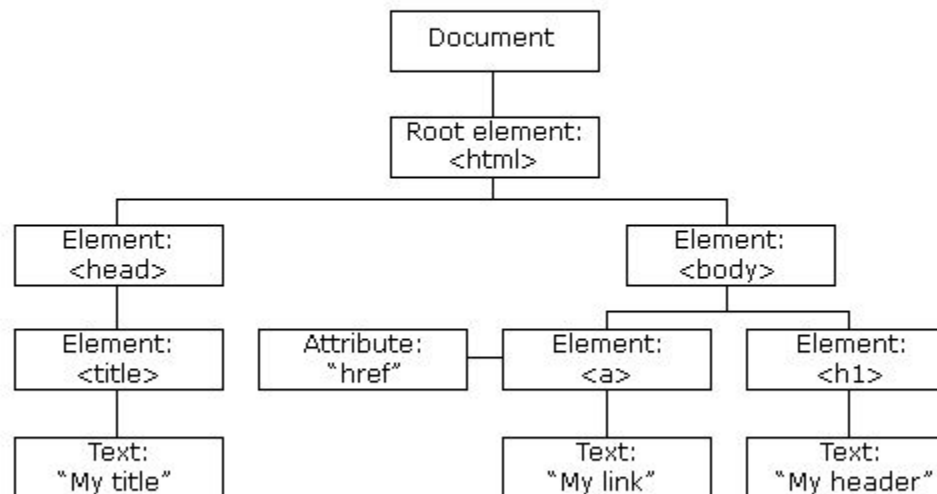 Document
Root element:
<html>
Element:
<head>
Element:
<body>
Element:
<title>
Attribute:
“href”
Element:
<a>
Element:
<h1>
Text:
“My title”
Text:
“My link”
Text:
“My header”